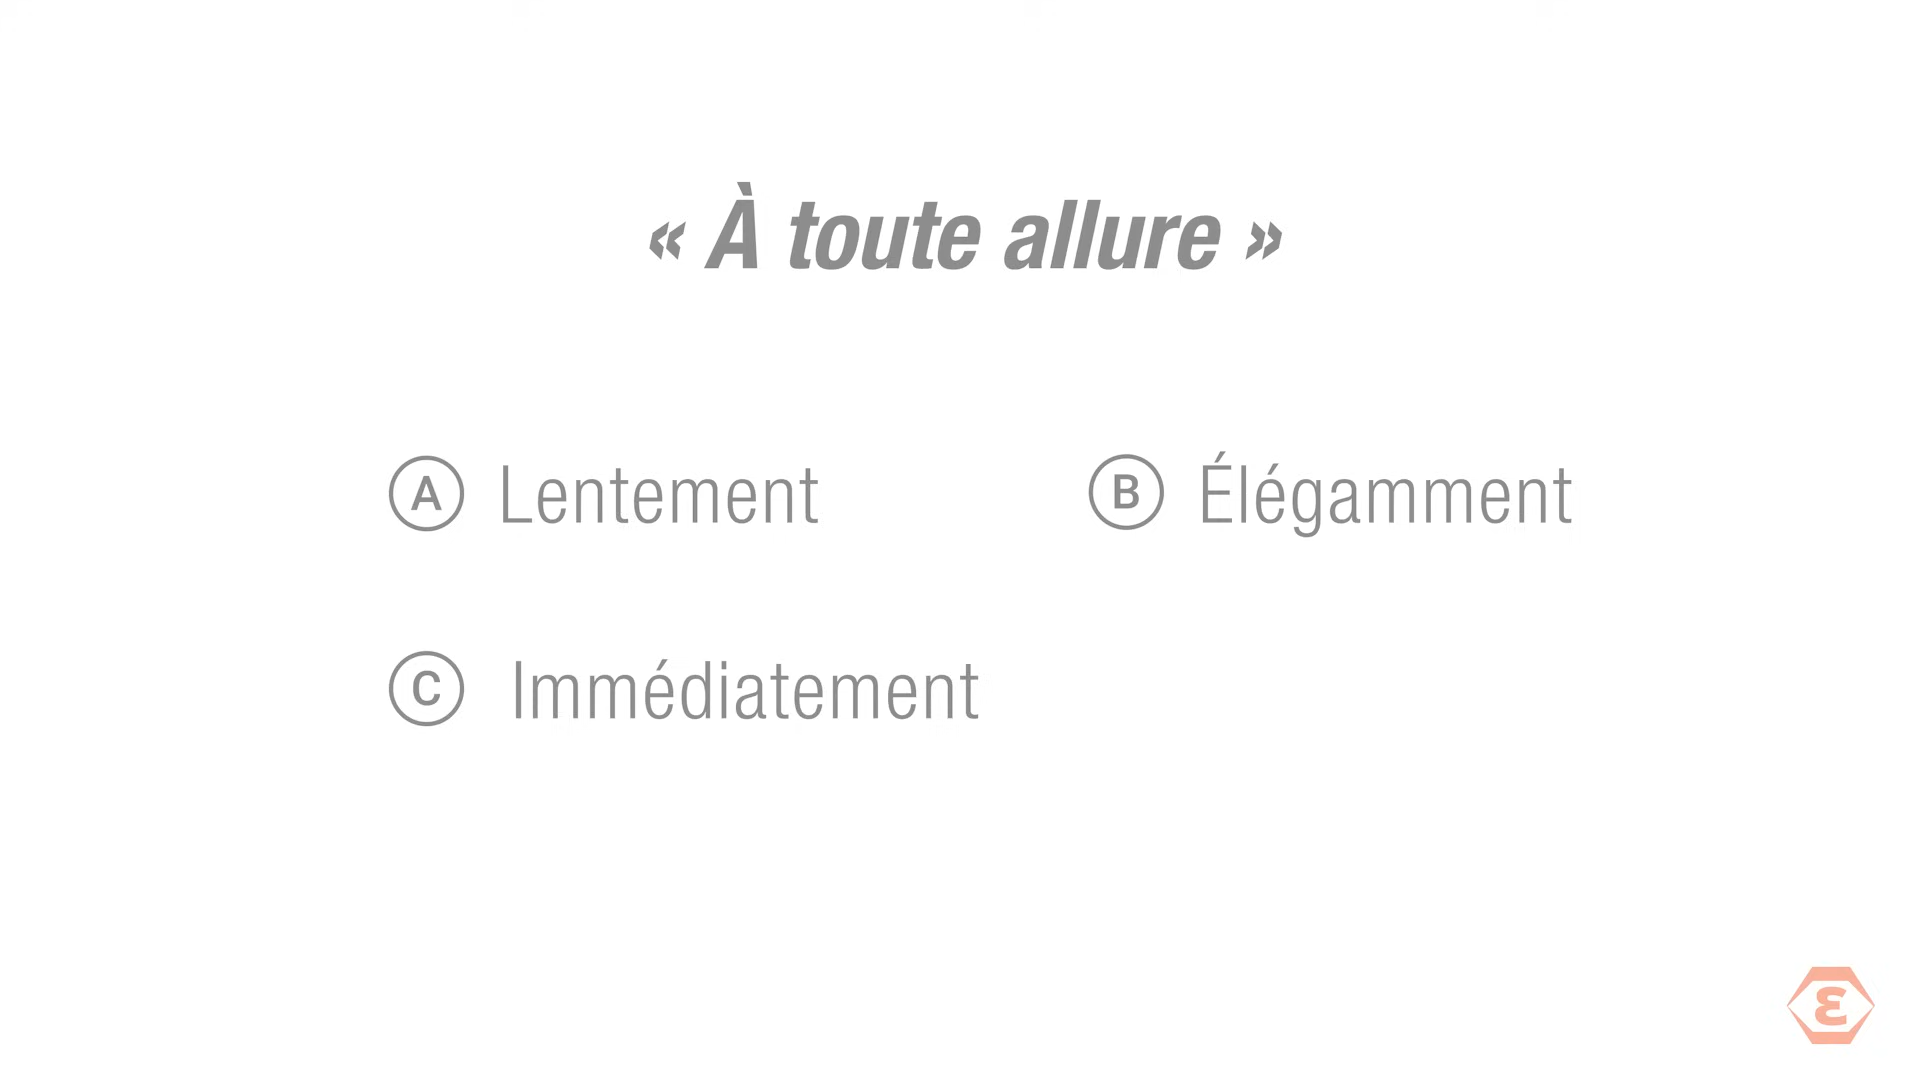 « À toute allure »
A Lentement
B Élégamment
C Immédiatement
ε